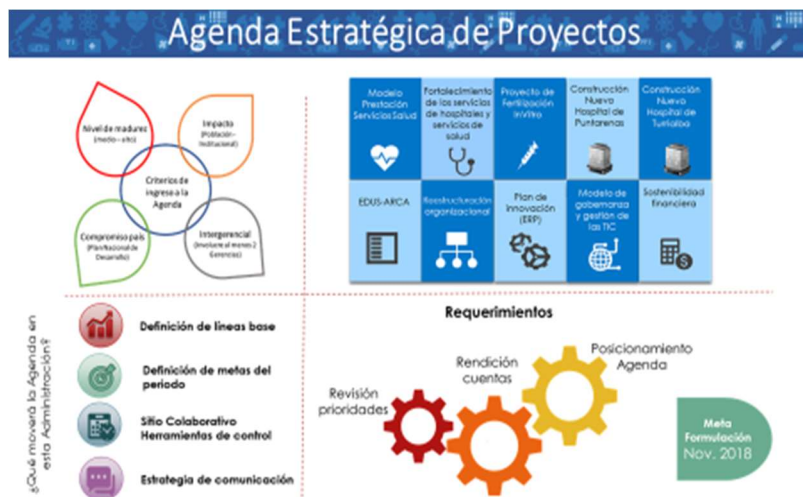 Agenda Estratégica de Proyectos
Nivel de madures
(medio – alto)
Impacto
(Población–
Institucional)
Criterios de
ingreso a la
Agenda
Compromiso país
(Plan Nacional de
Desarrollo)
Intergerencial
(Involucre al menos 2
Gerencias)
Modelo
Prestación
Servicios Salud
Fortalecimiento
de los servicios
de hospitales y
servicios de
salud
Proyecto de
Fertilización
InVitro
Construcción
Nuevo
Hospital de
Puntarenas
Construcción
Nuevo
Hospital de
Turrialba
EDUS-ARCA
Reestructuración
organizacional
Plan de
innovación
(ERP)
Modelo de
gobernanza
y gestión de
las TIC
Sostenibilidad
financiera
¿Qué moverá la Agenda en
esta Administración?
Definición de líneas base
Definición de metas del
periodo
Sitio Colaborativo
Herramientas de control
Estrategia de comunicación
Requerimientos
Revisión
prioridades
Rendición
cuentas
Posicionamiento
Agenda
Meta
Formulación
Nov. 2018